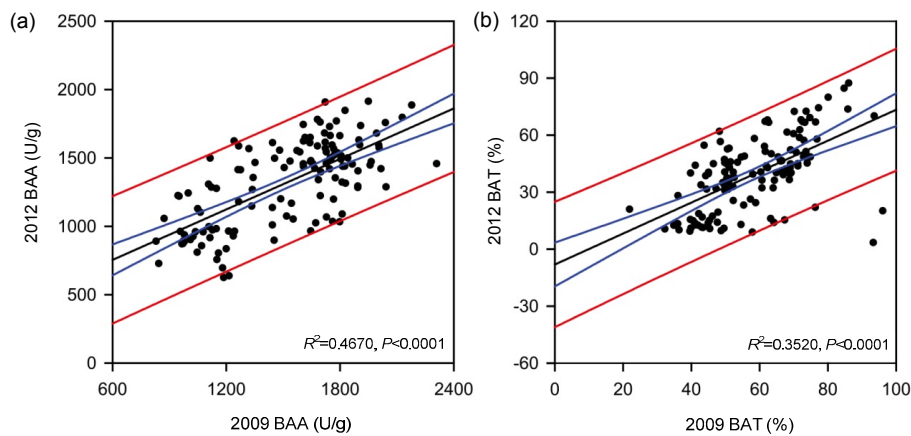 (a)
2500
2000
1500
1000
500
0
2012 BAA (U/g)
600 1200 1800 2400
2009 BAA (U/g)
R²=0.4670, P<0.0001
(b)
120
90
60
30
0
-30
-60
2012 BAT (%)
0 20 40 60 80 100
2009 BAT (%)
R²=0.3520, P<0.0001